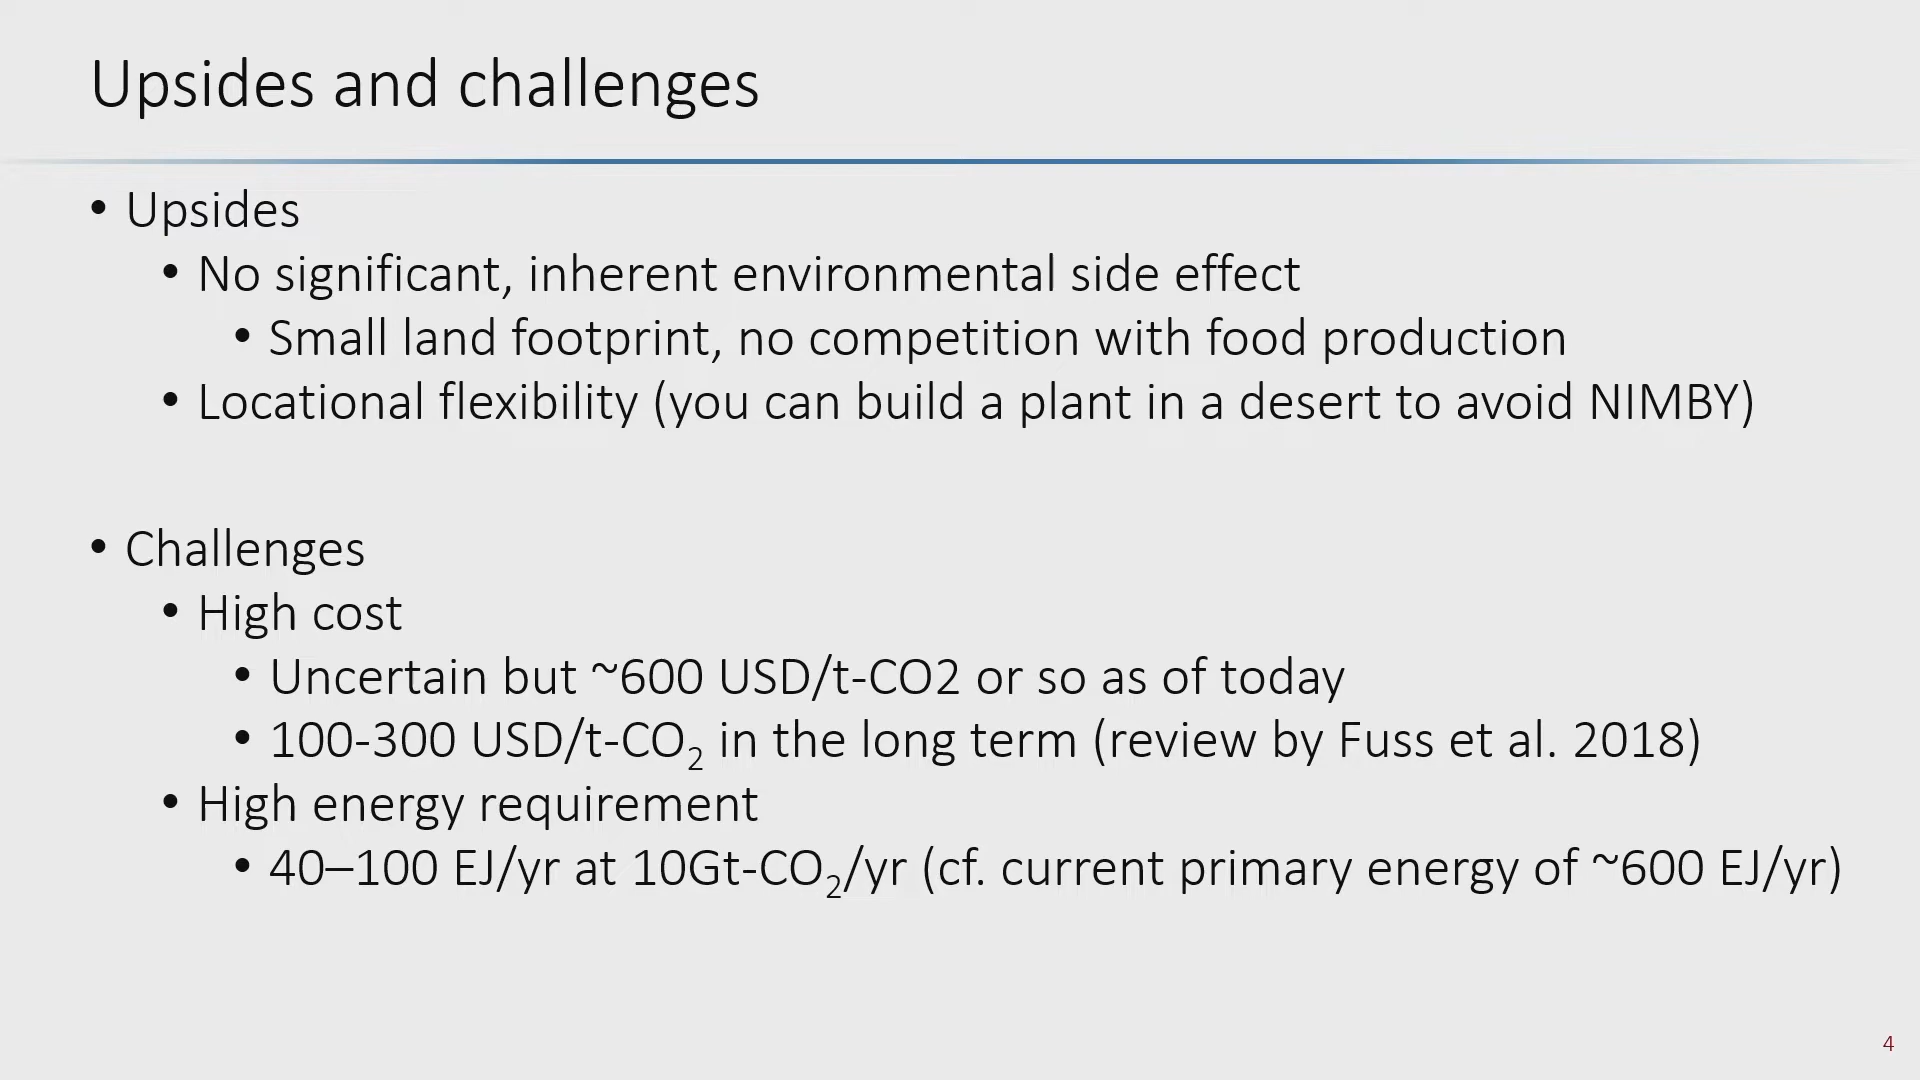 Upsides and challenges
• Upsides
• No significant, inherent environmental side effect
• Small land footprint, no competition with food production
• Locational flexibility (you can build a plant in a desert to avoid NIMBY)
• Challenges
• High cost
• Uncertain but ~600 USD/t-CO2 or so as of today
• 100-300 USD/t-CO₂ in the long term (review by Fuss et al. 2018)
• High energy requirement
• 40–100 EJ/yr at 10Gt-CO₂/yr (cf. current primary energy of ~600 EJ/yr)
4